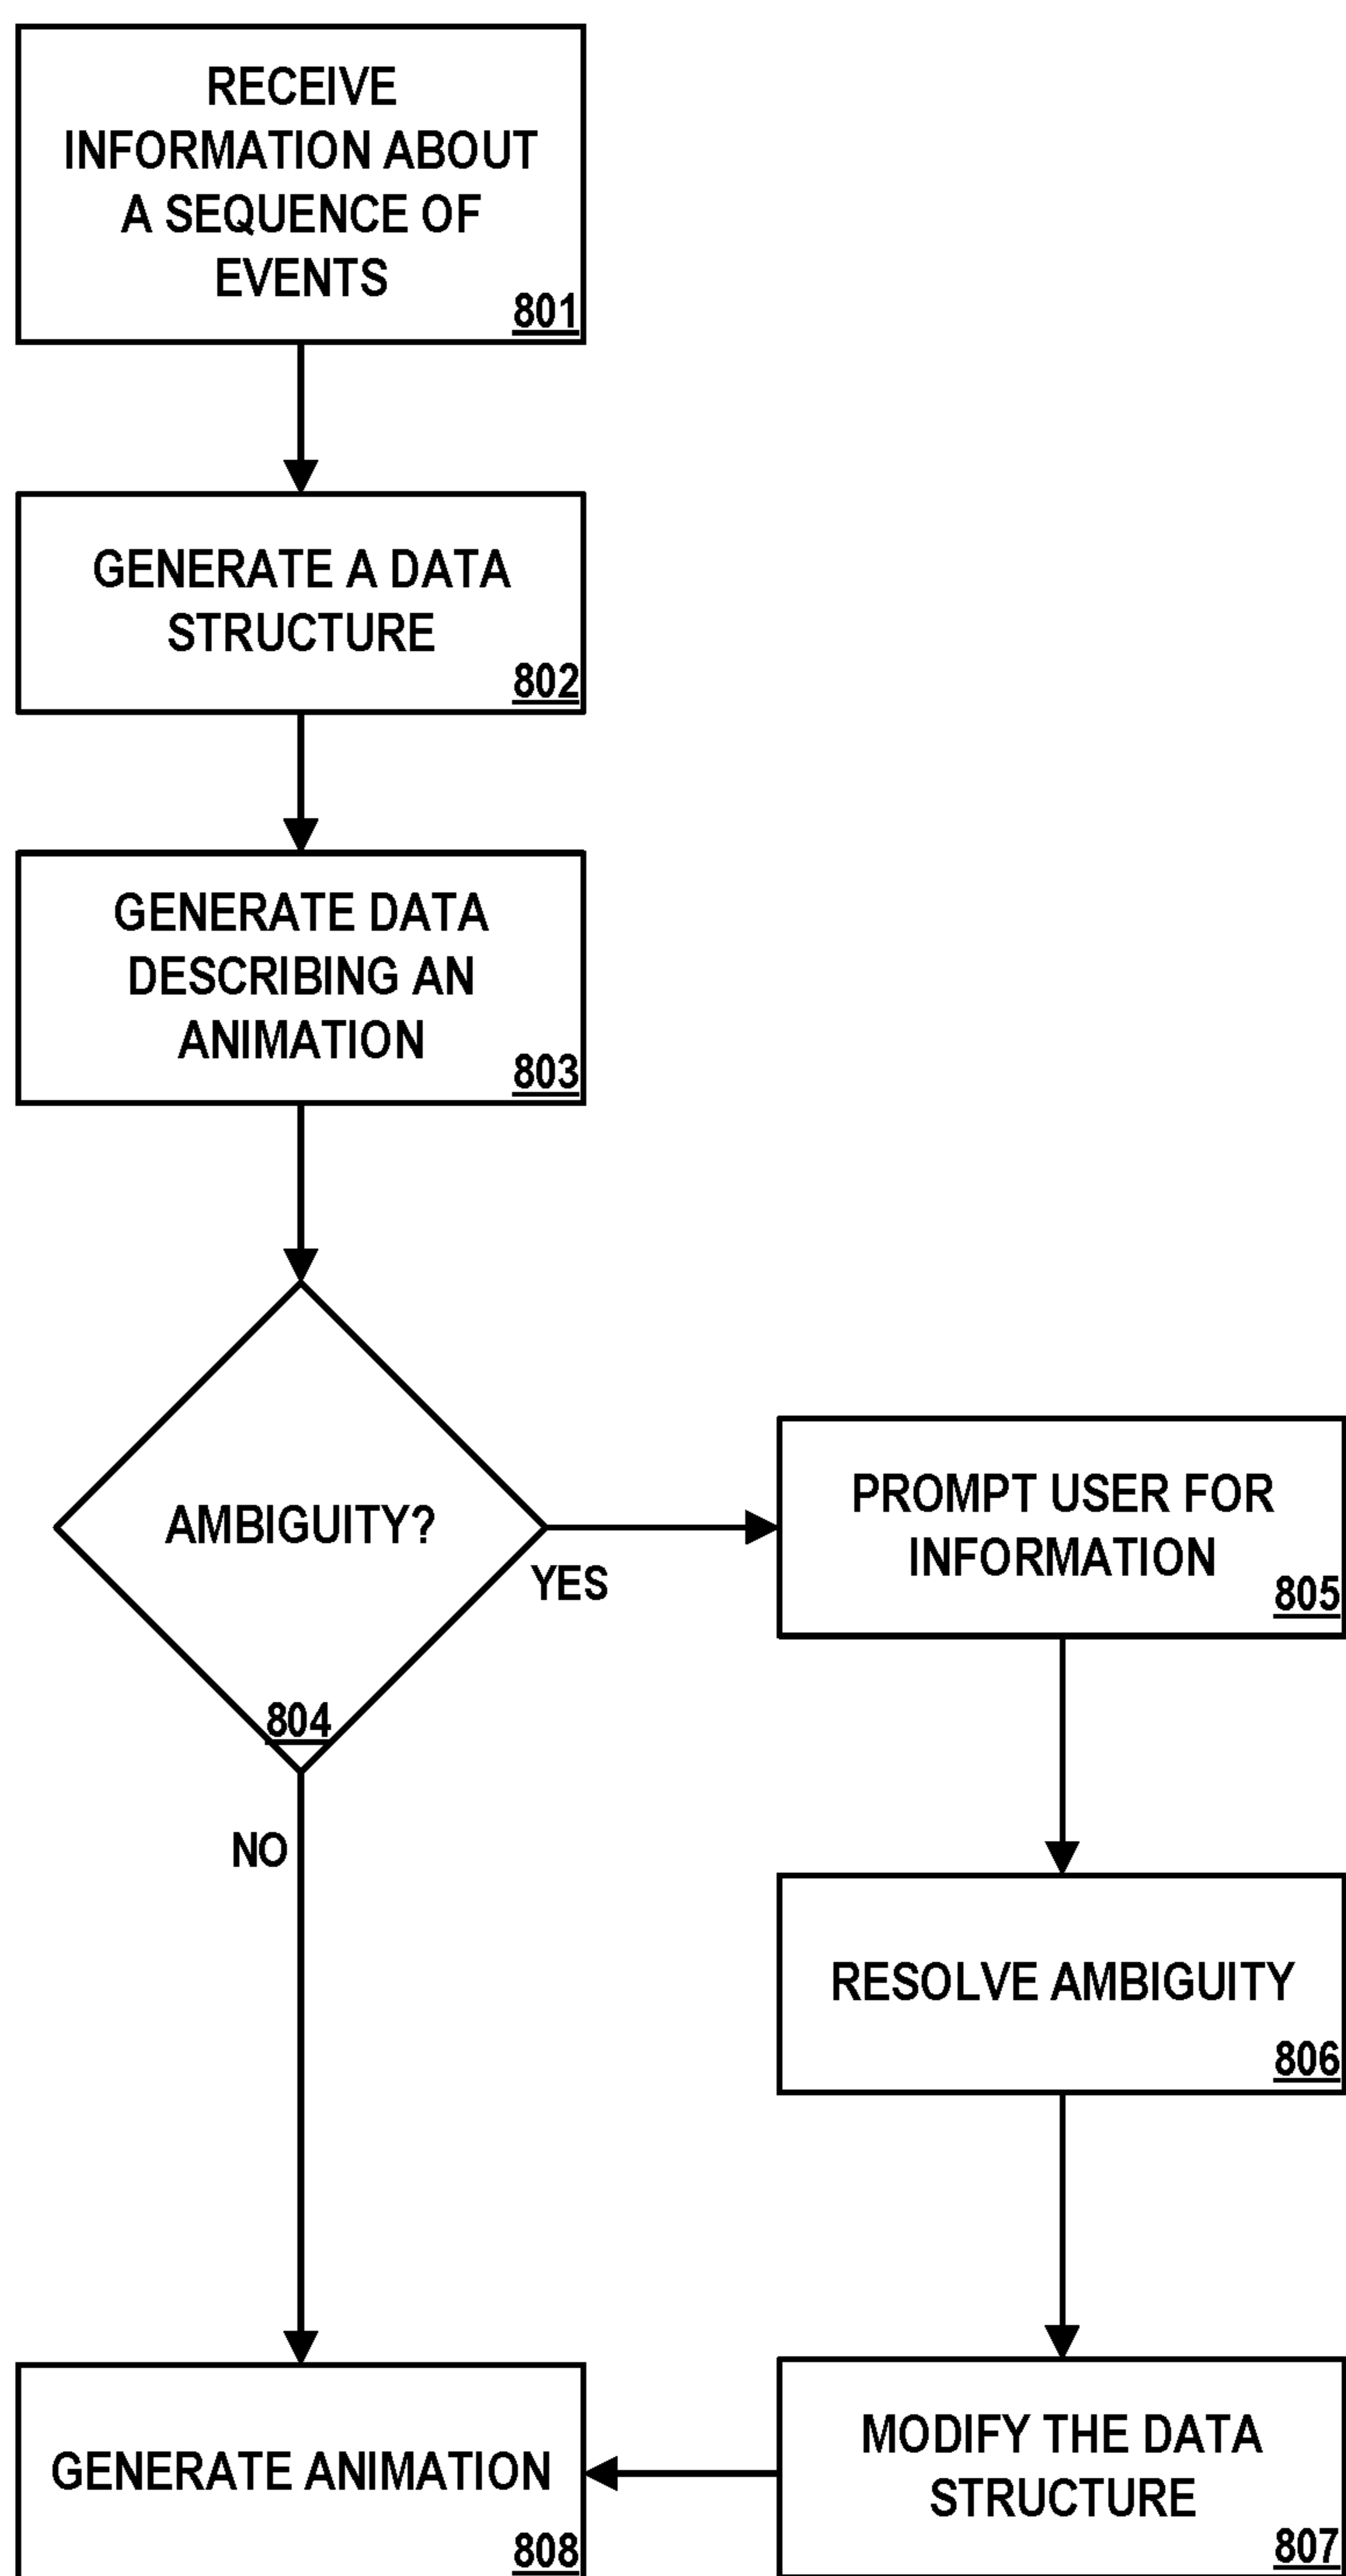 RECEIVE
INFORMATION ABOUT
A SEQUENCE OF
EVENTS
801
GENERATE A DATA
STRUCTURE
802
GENERATE DATA
DESCRIBING AN
ANIMATION
803
AMBIGUITY?
804
YES
NO
PROMPT USER FOR
INFORMATION
805
RESOLVE AMBIGUITY
806
MODIFY THE DATA
STRUCTURE
807
GENERATE ANIMATION
808